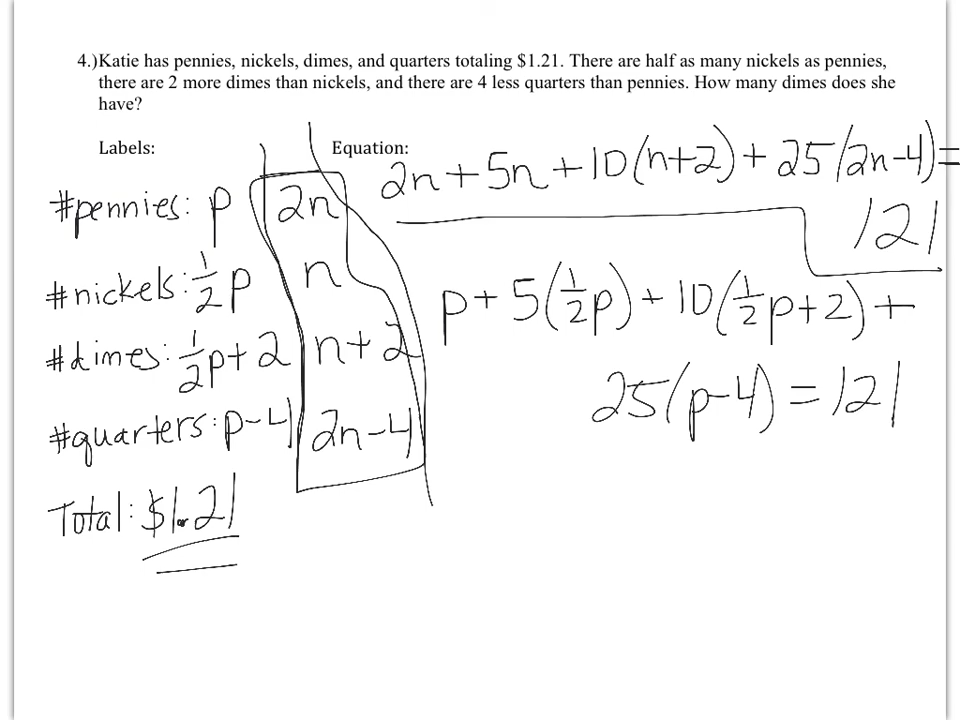 4.)Katie has pennies, nickels, dimes, and quarters totaling $1.21. There are half as many nickels as pennies,
there are 2 more dimes than nickels, and there are 4 less quarters than pennies. How many dimes does she
have?
Labels:
Equation:
2n+5n+10(n+2)+25(2n-4)=
121
#pennies: p 2n
#nickels: 1/2 p n
p+5(1/2 p)+10(1/2 p+2)+
#dimes: 1/2 p+2 n+2
25(p-4)=121
#quarters: p-4 2n-4
Total: $1.21